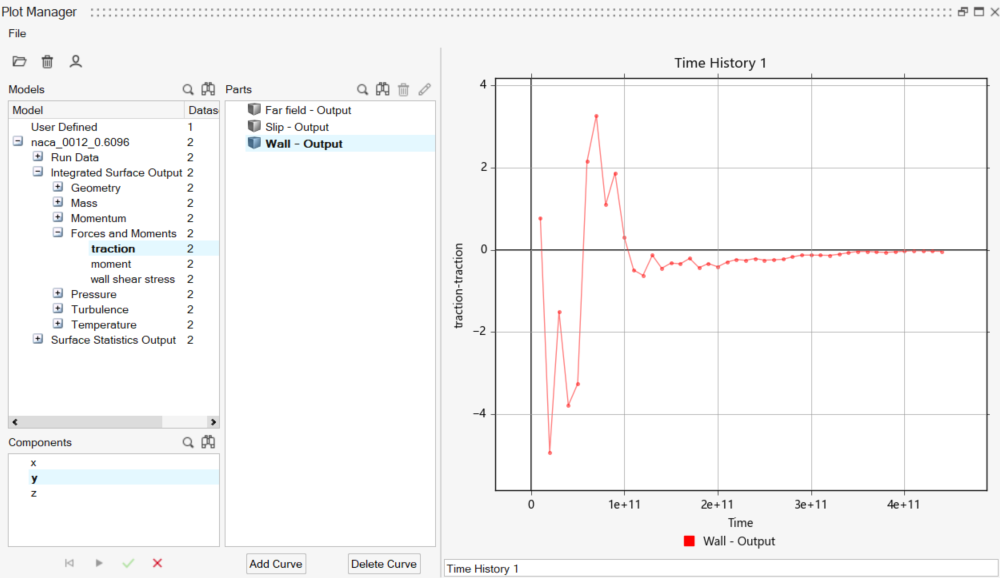 Plot Manager
File
Models
Model Datase
User Defined 1
naca_0012_0.6096 2
Run Data 2
Integrated Surface Output 2
Geometry 2
Mass 2
Momentum 2
Forces and Moments 2
traction 2
moment 2
wall shear stress 2
Pressure 2
Turbulence 2
Temperature 2
Surface Statistics Output 2
Components
x
y
z
Parts
Far field - Output
Slip - Output
Wall - Output
Add Curve Delete Curve
Time History 1
4
2
0
−2
−4
traction-traction
0 1e+11 2e+11 3e+11 4e+11
Time
Wall - Output
Time History 1